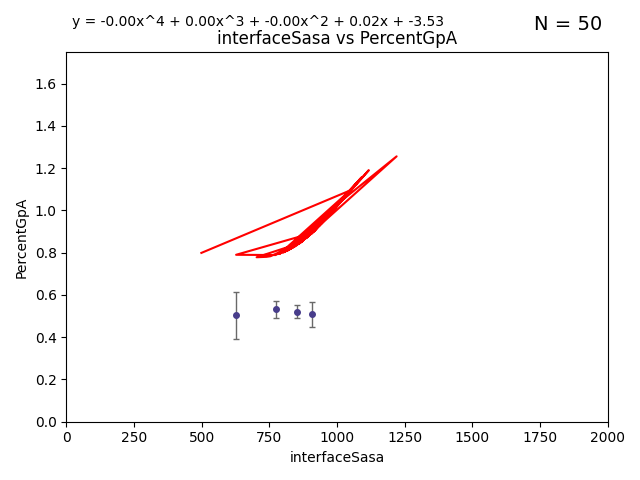 y = -0.00x^4 + 0.00x^3 + -0.00x^2 + 0.02x + -3.53
N = 50
interfaceSasa vs PercentGpA
1.6
1.4
1.2
1.0
0.8
0.6
0.4
0.2
0.0
PercentGpA
0 250 500 750 1000 1250 1500 1750 2000
interfaceSasa